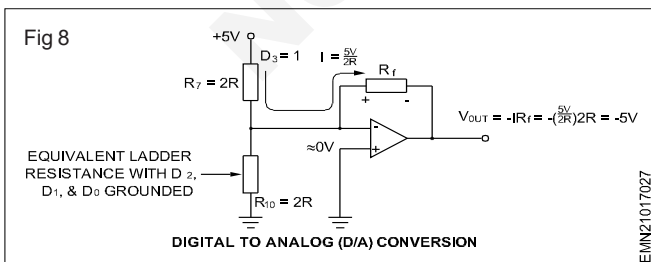 Fig 8
+5V
D₃ = 1
I = 5V/2R
R₇ = 2R
Rf
+ -
VOUT = -IRf = -(5V/2R)2R = -5V
-
+
≈0V
EQUIVALENT LADDER
RESISTANCE WITH D₂,
D₁, & D₀ GROUNDED
R₁₀ = 2R
DIGITAL TO ANALOG (D/A) CONVERSION
EMN21017027